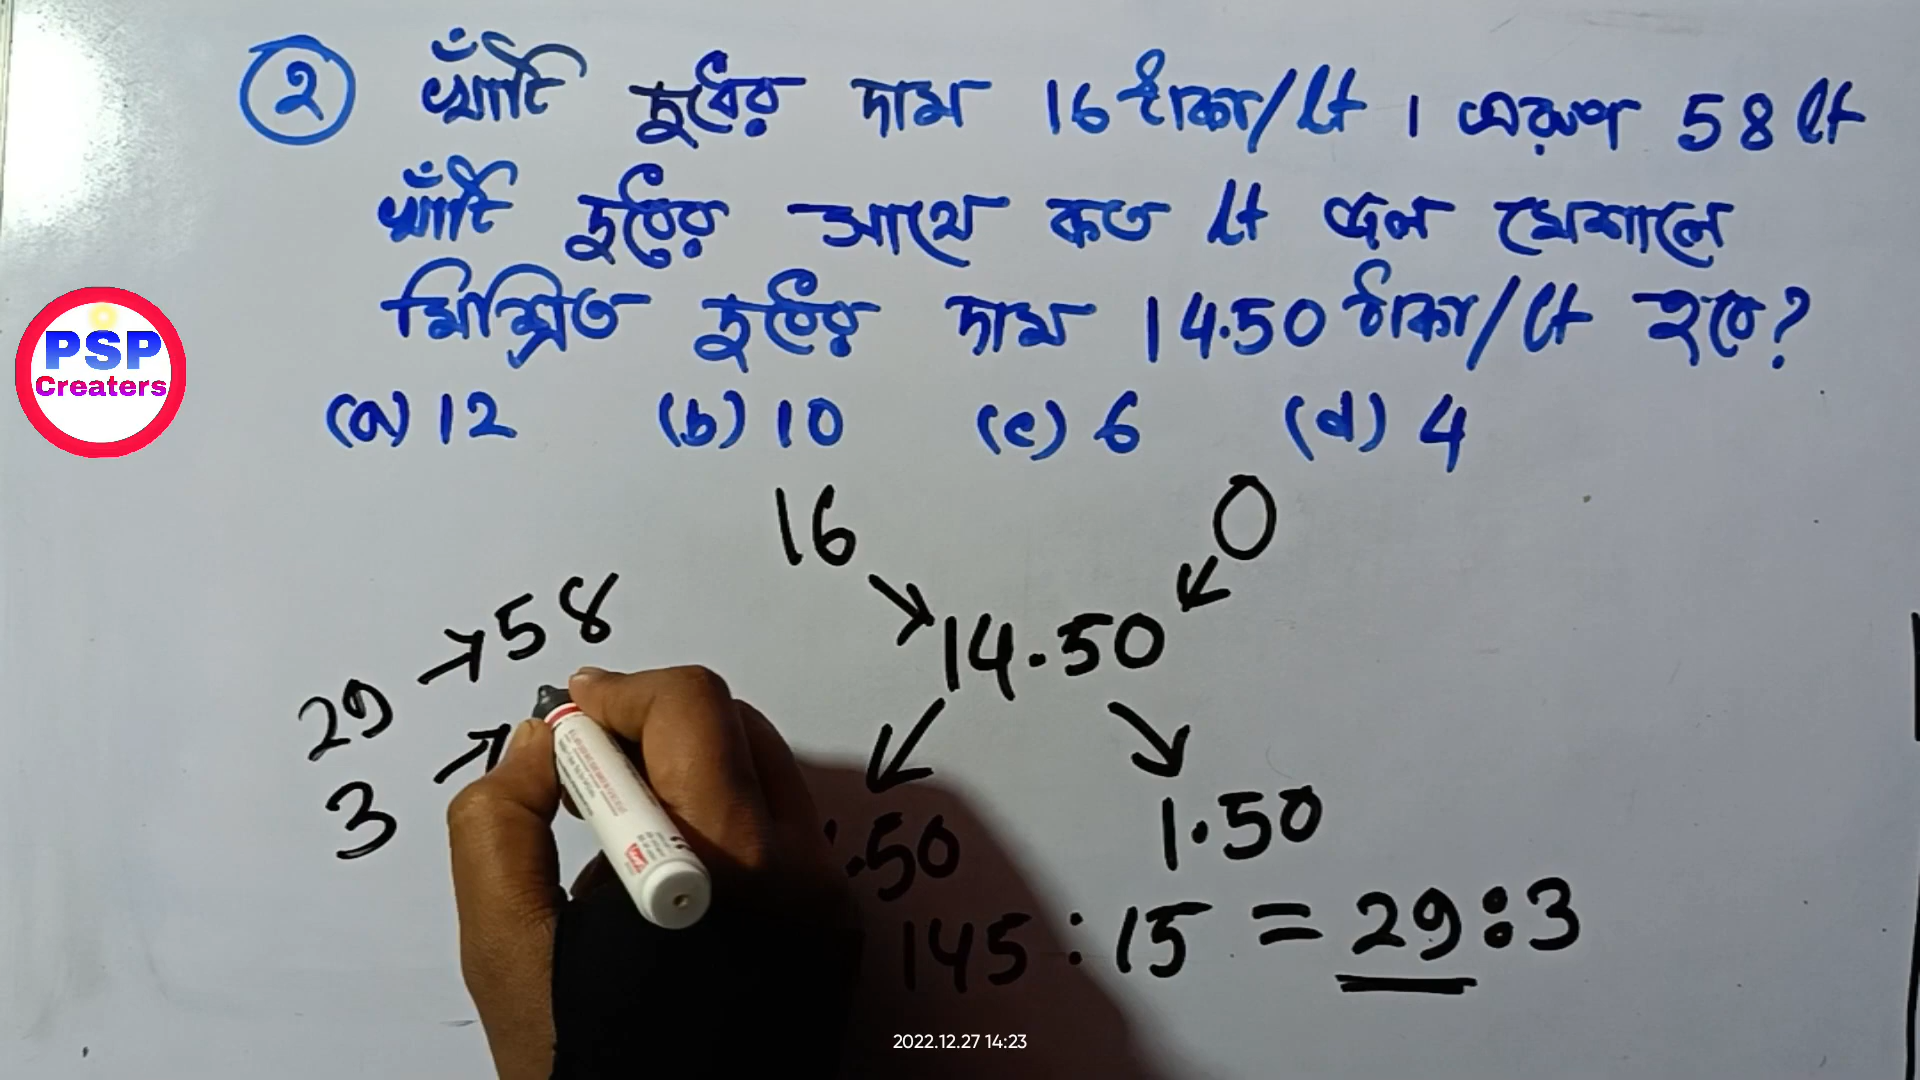 ২ খাঁটি দুধের দাম 16 টাকা/lt । এরূপ 58 lt
খাঁটি দুধের সাথে কত lt জল মেশালে
মিশ্রিত দুধের দাম 14.50 টাকা/lt হবে?
(a) 12 (b) 10 (c) 6 (d) 4
PSP
Creaters
16 0
14.50
29 → 58
3 →
.50 1.50
145 : 15 = 29 : 3
2022.12.27 14:23